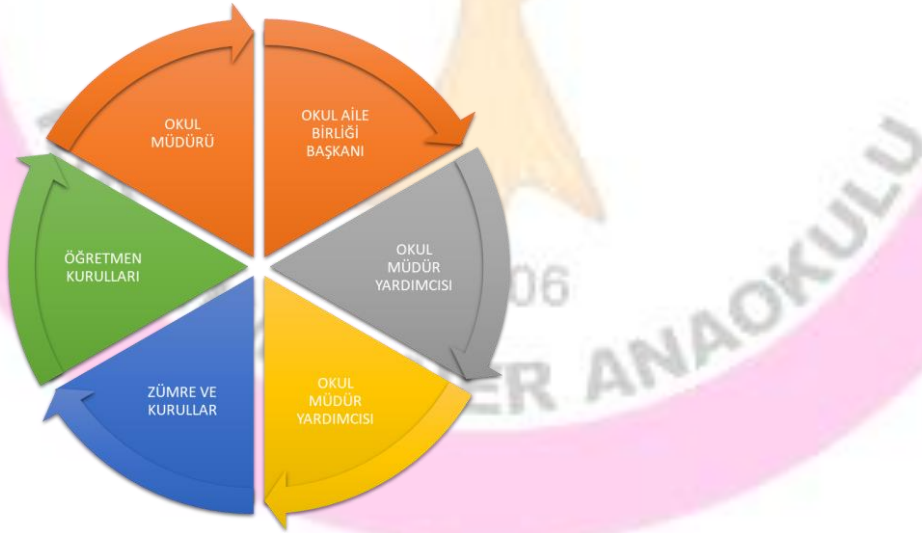 OKUL
MÜDÜRÜ
OKUL AİLE
BİRLİĞİ
BAŞKANI
OKUL
MÜDÜR
YARDIMCISI
OKUL
MÜDÜR
YARDIMCISI
ZÜMRE VE
KURULLAR
ÖĞRETMEN
KURULLARI
06
ANAOKULU